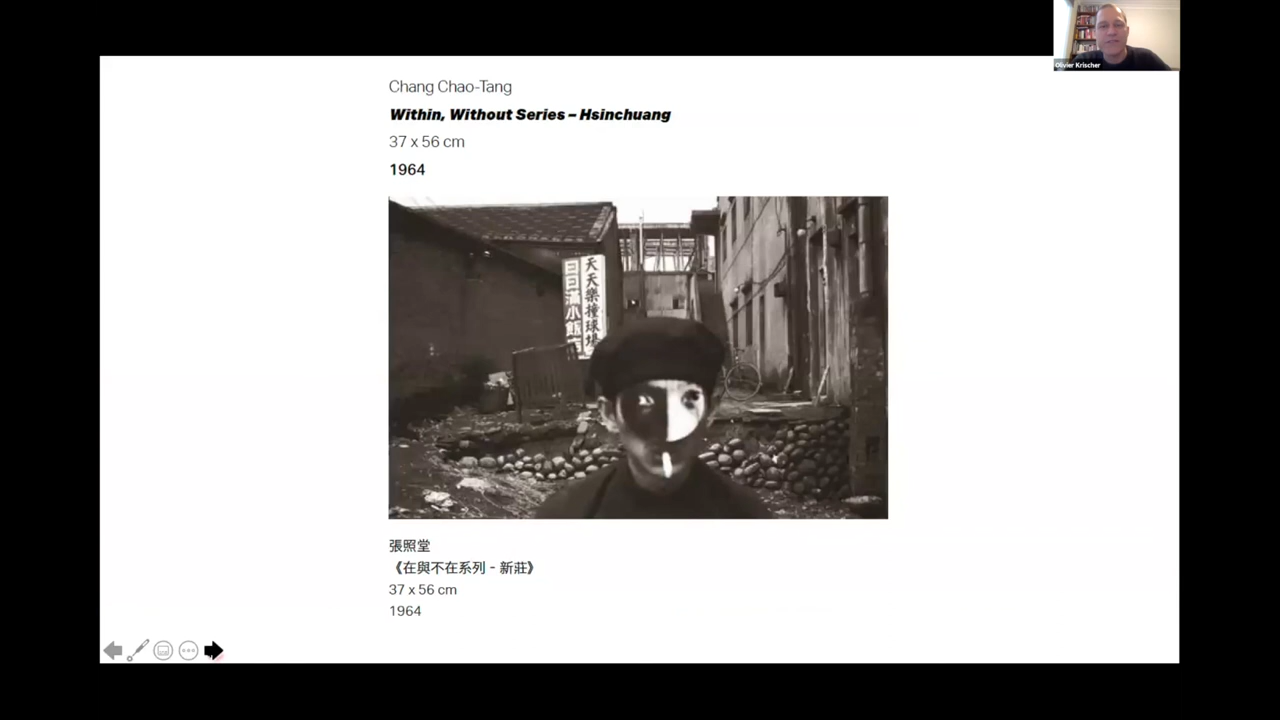 Olivier Krischer
Chang Chao-Tang
Within, Without Series – Hsinchuang
37 x 56 cm
1964
天天樂撞球場
日日滿小飯店
張照堂
《在與不在系列 - 新莊》
37 x 56 cm
1964